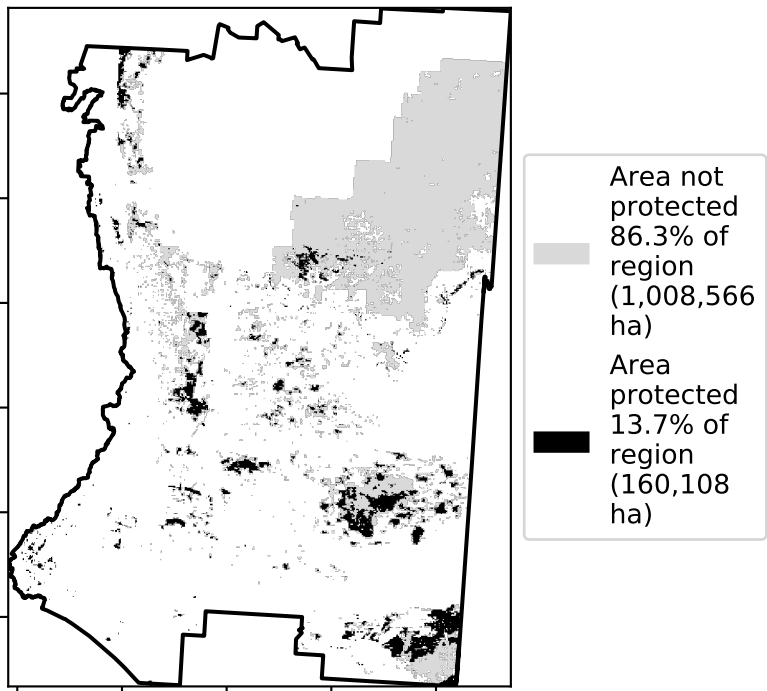 Area not
protected
86.3% of
region
(1,008,566
ha)
Area
protected
13.7% of
region
(160,108
ha)